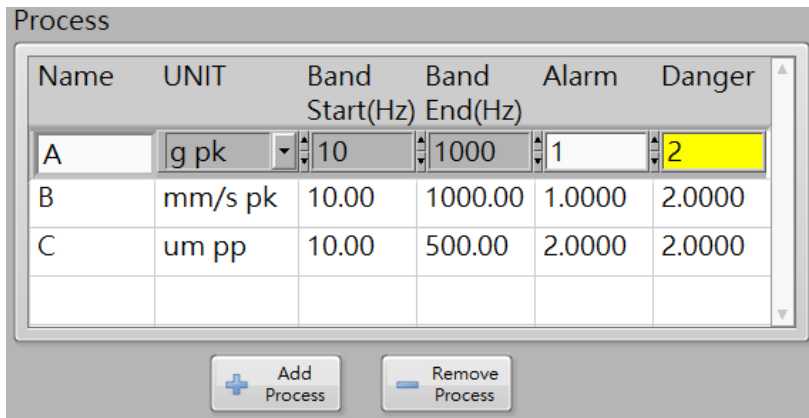 Process
Name UNIT Band Start(Hz) Band End(Hz) Alarm Danger
A g pk 10 1000 1 2
B mm/s pk 10.00 1000.00 1.0000 2.0000
C um pp 10.00 500.00 2.0000 2.0000
Add Process Remove Process